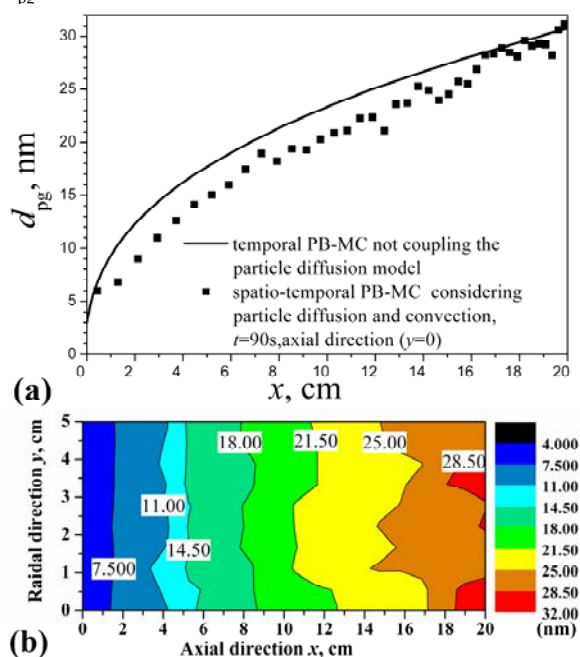 pg
30
25
20
15
10
5
0
d pg, nm
temporal PB-MC not coupling the
particle diffusion model
spatio-temporal PB-MC considering
particle diffusion and convection,
t=90s,axial direction (y=0)
0 2 4 6 8 10 12 14 16 18 20
(a)
x, cm
5
4
3
2
1
0
Raidal direction y, cm
18.00
21.50
25.00
28.50
11.00
14.50
7.500
4.000
7.500
11.00
14.50
18.00
21.50
25.00
28.50
32.00
(nm)
0 2 4 6 8 10 12 14 16 18 20
(b)
Axial direction x, cm